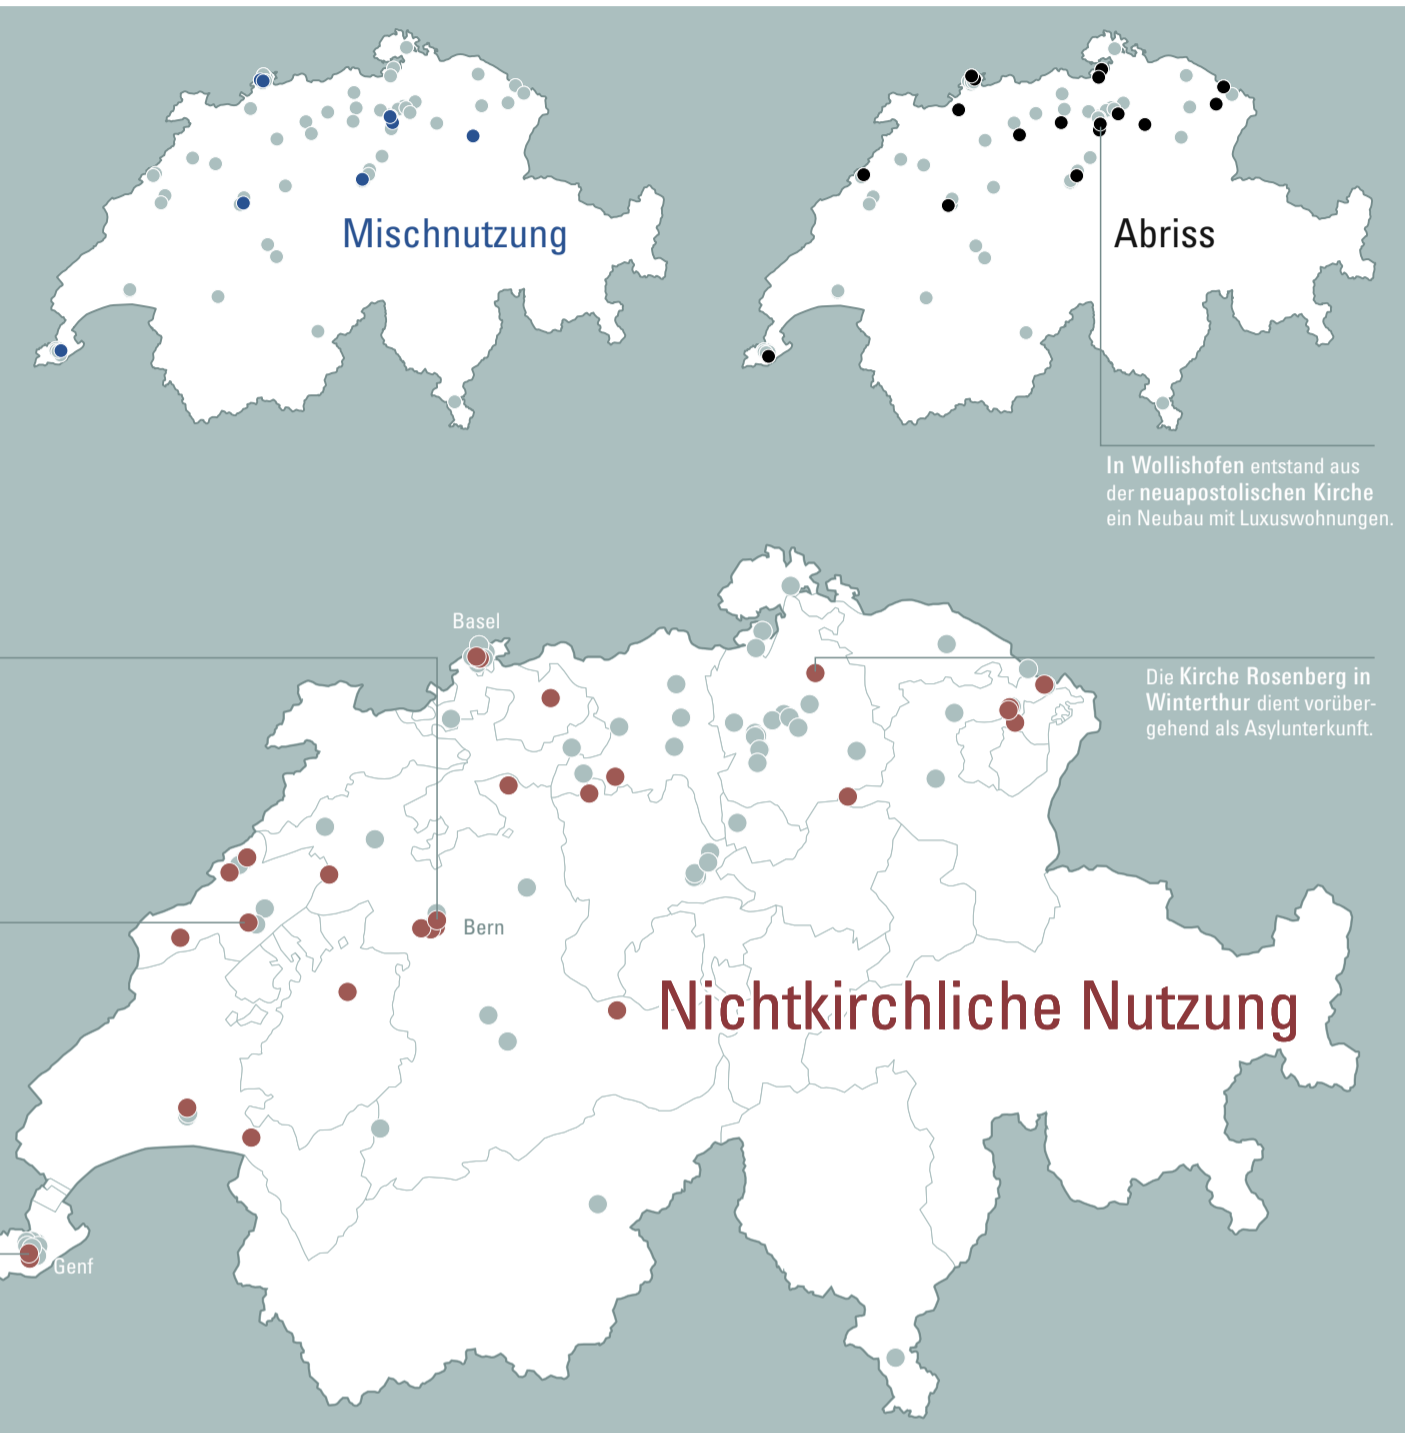 Mischnutzung
Abriss
In Wollishofen entstand aus
der neuapostolischen Kirche
ein Neubau mit Luxuswohnungen.
Basel
Die Kirche Rosenberg in
Winterthur dient vorüber-
gehend als Asylunterkunft.
Bern
Nichtkirchliche Nutzung
Genf